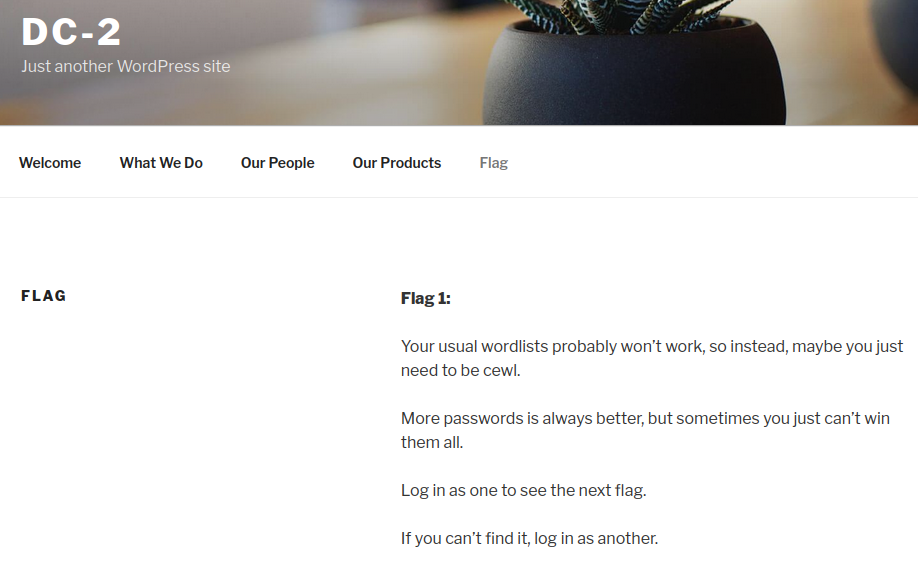 DC-2
Just another WordPress site
Welcome What We Do Our People Our Products Flag
FLAG
Flag 1:
Your usual wordlists probably won’t work, so instead, maybe you just
need to be cewl.
More passwords is always better, but sometimes you just can’t win
them all.
Log in as one to see the next flag.
If you can’t find it, log in as another.